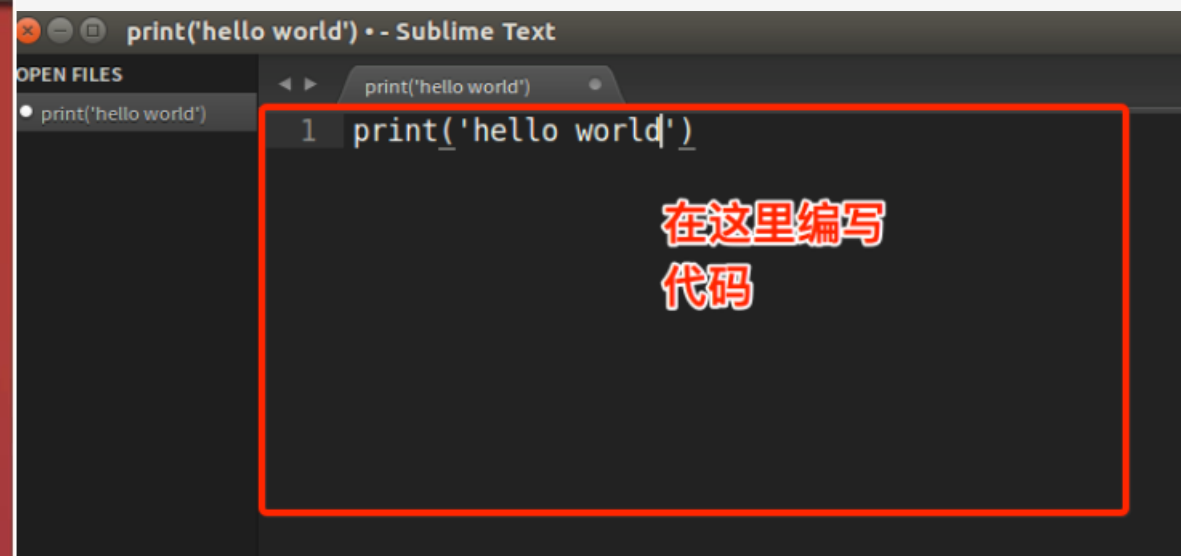 print('hello world') • - Sublime Text
OPEN FILES
print('hello world')
print('hello world')
1 print('hello world')
在这里编写
代码